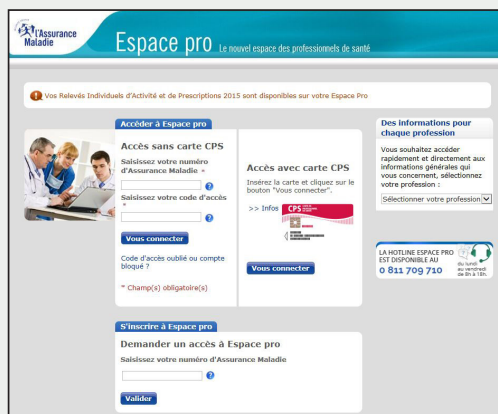 l'Assurance
Maladie
Espace pro Le nouvel espace des professionnels de santé
Vos Relevés Individuels d'Activité et de Prescriptions 2015 sont disponibles sur votre Espace Pro
Accéder à Espace pro
Accès sans carte CPS
Saisissez votre numéro
d'Assurance Maladie *
Saisissez votre code d'accès
*
Vous connecter
Code d'accès oublié ou compte
bloqué ?
* Champ(s) obligatoire(s)
Accès avec carte CPS
Insérez la carte et cliquez sur le
bouton "Vous connecter".
>> Infos
CPS
Vous connecter
Des informations pour
chaque profession
Vous souhaitez accéder
rapidement et directement aux
informations générales qui
vous concernent, sélectionnez
votre profession :
Sélectionner votre profession
LA HOTLINE ESPACE PRO
EST DISPONIBLE AU
0 811 709 710
du lundi
au vendredi
de 8h à 18h.
S'inscrire à Espace pro
Demander un accès à Espace pro
Saisissez votre numéro d'Assurance Maladie
Valider